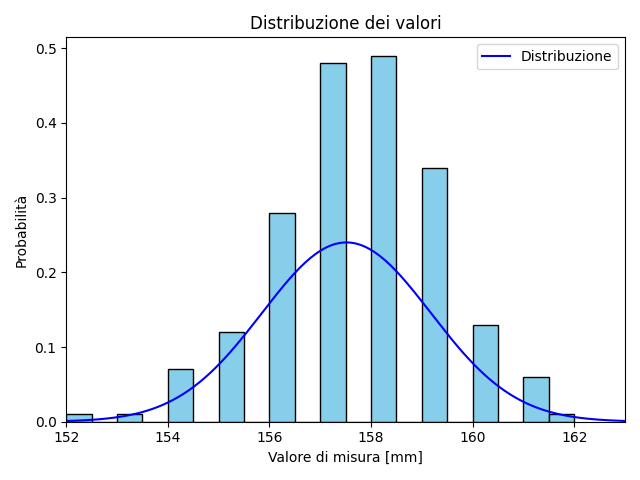 Distribuzione dei valori
Distribuzione
Probabilità
0.5
0.4
0.3
0.2
0.1
0.0
152 154 156 158 160 162
Valore di misura [mm]